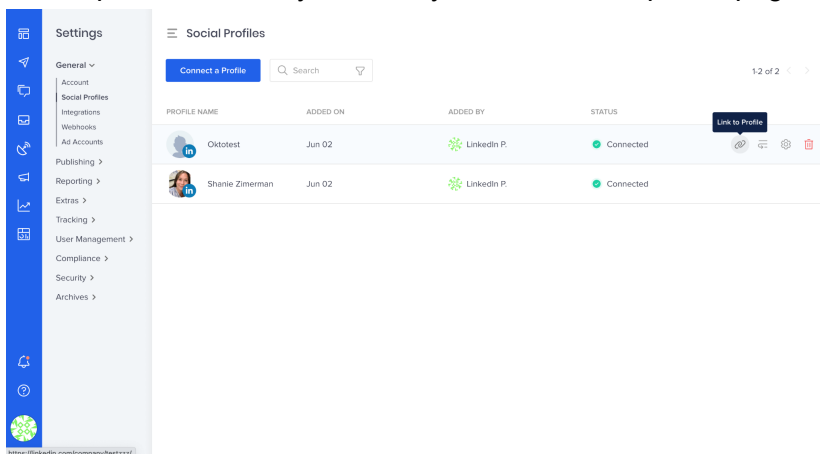 Settings
Social Profiles
General
Connect a Profile
Search
1-2 of 2
Account
Social Profiles
Integrations
Webhooks
Ad Accounts
Publishing
Reporting
Extras
Tracking
User Management
Compliance
Security
Archives
PROFILE NAME ADDED ON ADDED BY STATUS
Link to Profile
in Oktotest Jun 02 LinkedIn P. Connected
in Shanie Zimerman Jun 02 LinkedIn P. Connected